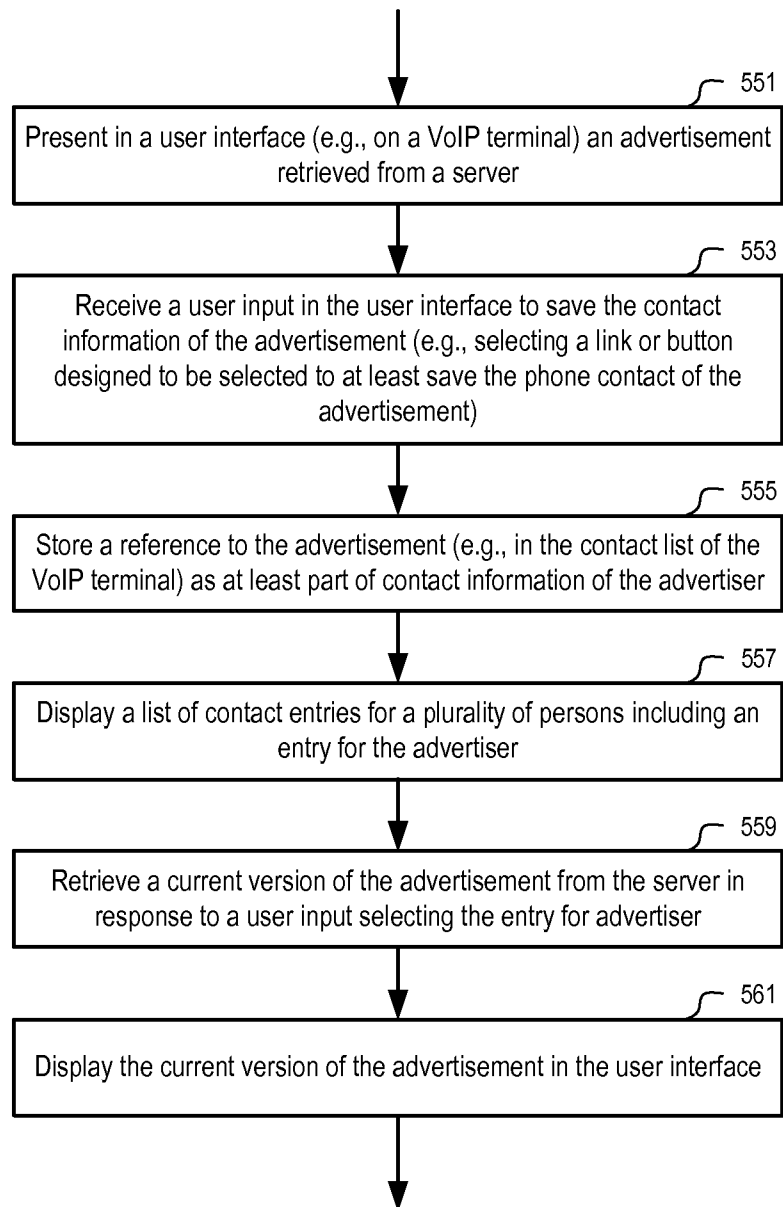 551
Present in a user interface (e.g., on a VoIP terminal) an advertisement
retrieved from a server
553
Receive a user input in the user interface to save the contact
information of the advertisement (e.g., selecting a link or button
designed to be selected to at least save the phone contact of the
advertisement)
555
Store a reference to the advertisement (e.g., in the contact list of the
VoIP terminal) as at least part of contact information of the advertiser
557
Display a list of contact entries for a plurality of persons including an
entry for the advertiser
559
Retrieve a current version of the advertisement from the server in
response to a user input selecting the entry for advertiser
561
Display the current version of the advertisement in the user interface